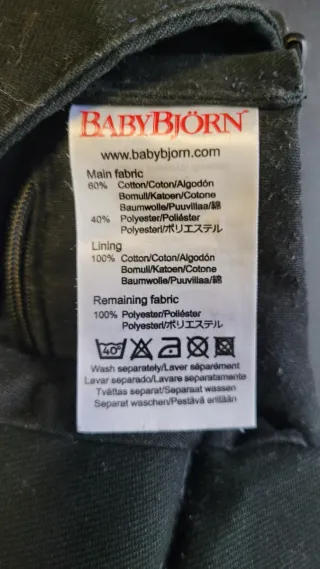 BABYBJÖRN
www.babybjorn.com
Main fabric
60% Cotton/Coton/Algodón
Bomull/Katoen/Cotone
Baumwolle/Puuvillaa/綿
40% Polyester/Poliéster
Polyesteri/ポリエステル
Lining
100% Cotton/Coton/Algodón
Bomull/Katoen/Cotone
Baumwolle/Puuvillaa/綿
Remaining fabric
100% Polyester/Poliéster
Polyesteri/ポリエステル
40°
Wash separately/Laver séparément
Lavar separado/Lavare separatamente
Tvättas separat/Separaat wassen
Separat waschen/Pestävä erillään